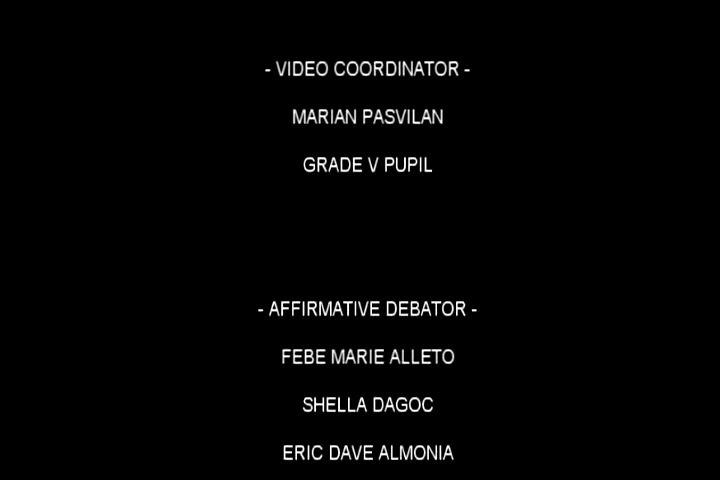 - VIDEO COORDINATOR -
MARIAN PASVILAN
GRADE V PUPIL
- AFFIRMATIVE DEBATOR -
FEBE MARIE ALLETO
SHELLA DAGOC
ERIC DAVE ALMONIA